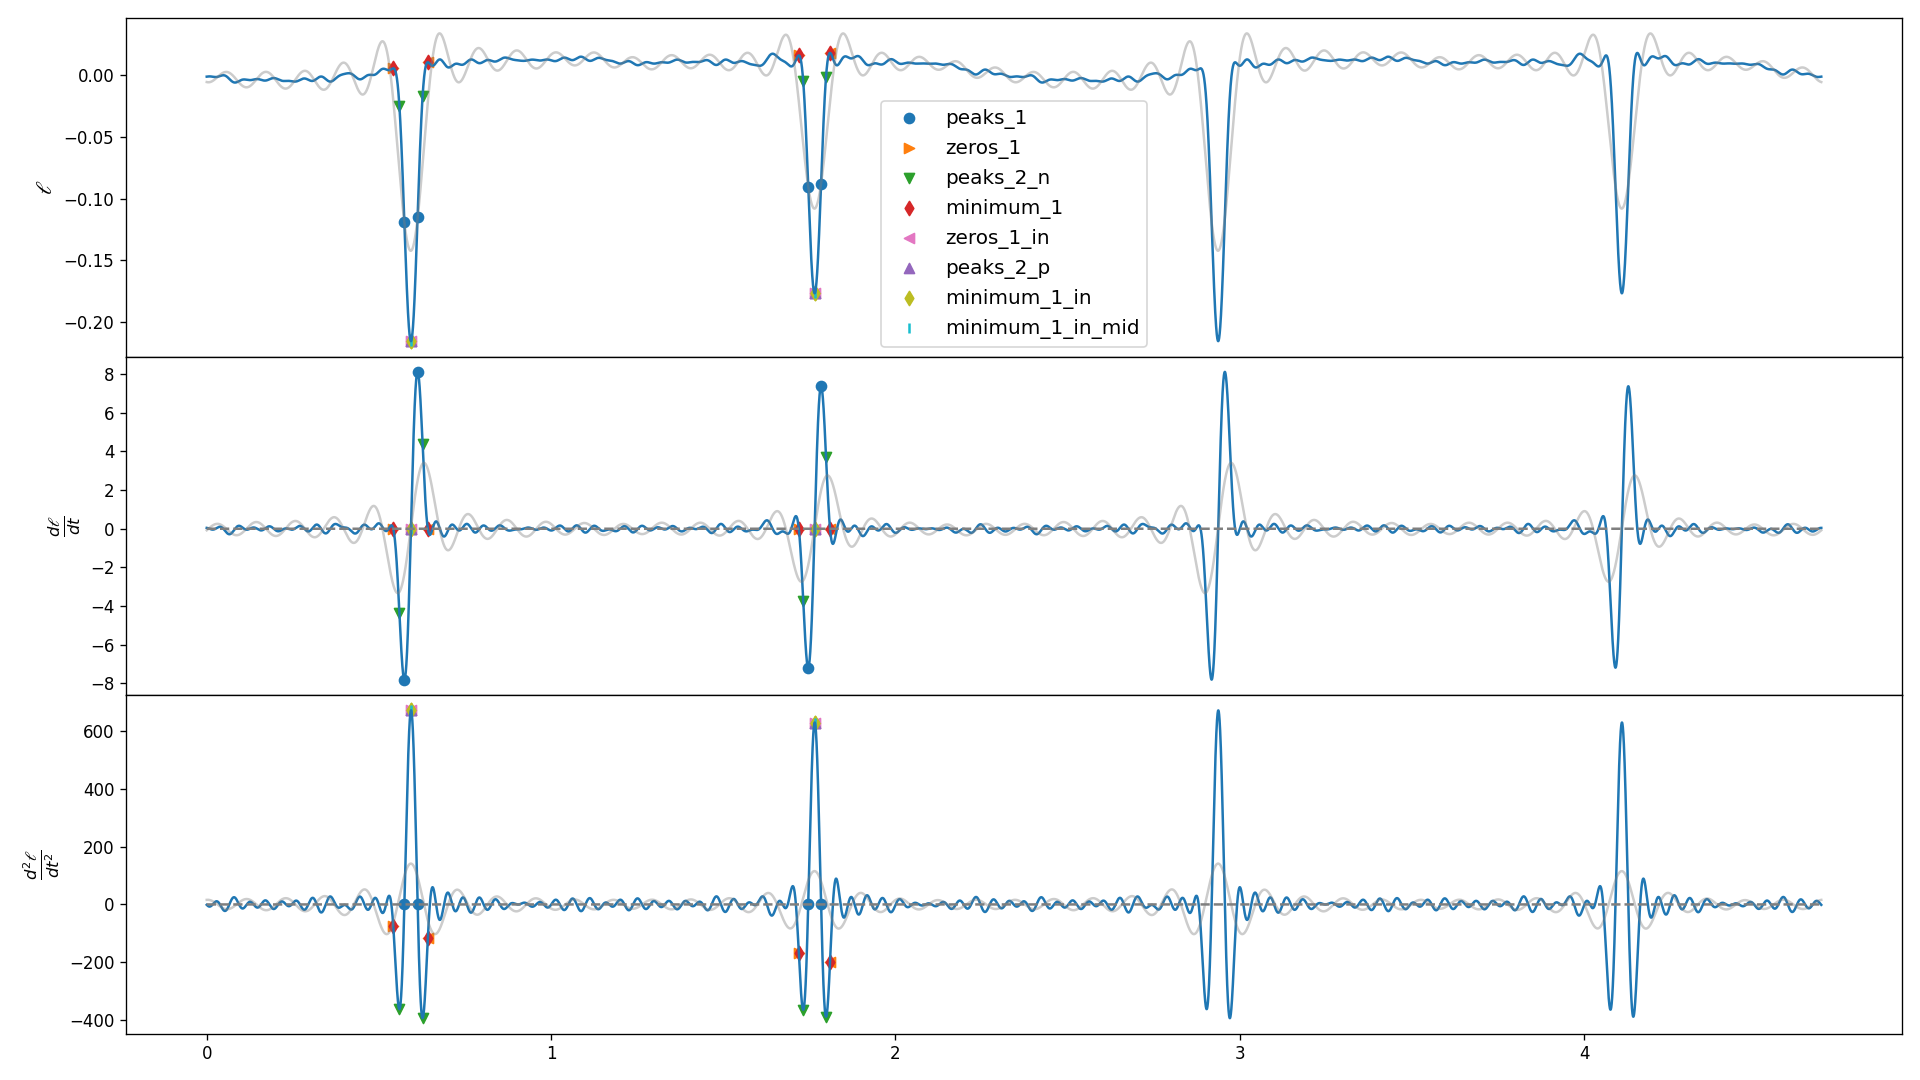 0.00
−0.05
−0.10
−0.15
−0.20
ℓ
peaks_1
zeros_1
peaks_2_n
minimum_1
zeros_1_in
peaks_2_p
minimum_1_in
minimum_1_in_mid
8
6
4
2
0
−2
−4
−6
−8
dℓ
dt
600
400
200
0
−200
−400
d²ℓ
dt²
0 1 2 3 4